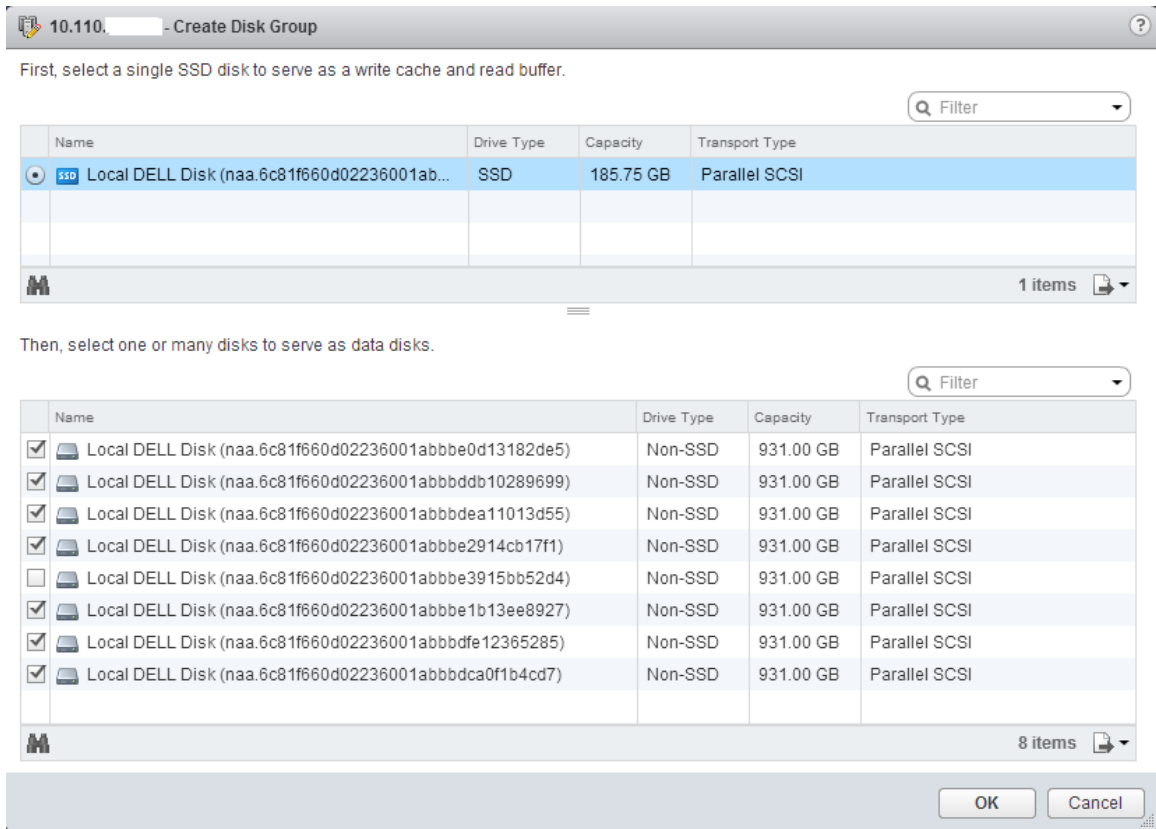 10.110. - Create Disk Group ?
First, select a single SSD disk to serve as a write cache and read buffer.
Filter
Name Drive Type Capacity Transport Type
SSD Local DELL Disk (naa.6c81f660d02236001ab... SSD 185.75 GB Parallel SCSI
1 items
Then, select one or many disks to serve as data disks.
Filter
Name Drive Type Capacity Transport Type
Local DELL Disk (naa.6c81f660d02236001abbbe0d13182de5) Non-SSD 931.00 GB Parallel SCSI
Local DELL Disk (naa.6c81f660d02236001abbbddb10289699) Non-SSD 931.00 GB Parallel SCSI
Local DELL Disk (naa.6c81f660d02236001abbbdea11013d55) Non-SSD 931.00 GB Parallel SCSI
Local DELL Disk (naa.6c81f660d02236001abbbe2914cb17f1) Non-SSD 931.00 GB Parallel SCSI
Local DELL Disk (naa.6c81f660d02236001abbbe3915bb52d4) Non-SSD 931.00 GB Parallel SCSI
Local DELL Disk (naa.6c81f660d02236001abbbe1b13ee8927) Non-SSD 931.00 GB Parallel SCSI
Local DELL Disk (naa.6c81f660d02236001abbbdfe12365285) Non-SSD 931.00 GB Parallel SCSI
Local DELL Disk (naa.6c81f660d02236001abbbdca0f1b4cd7) Non-SSD 931.00 GB Parallel SCSI
8 items
OK Cancel